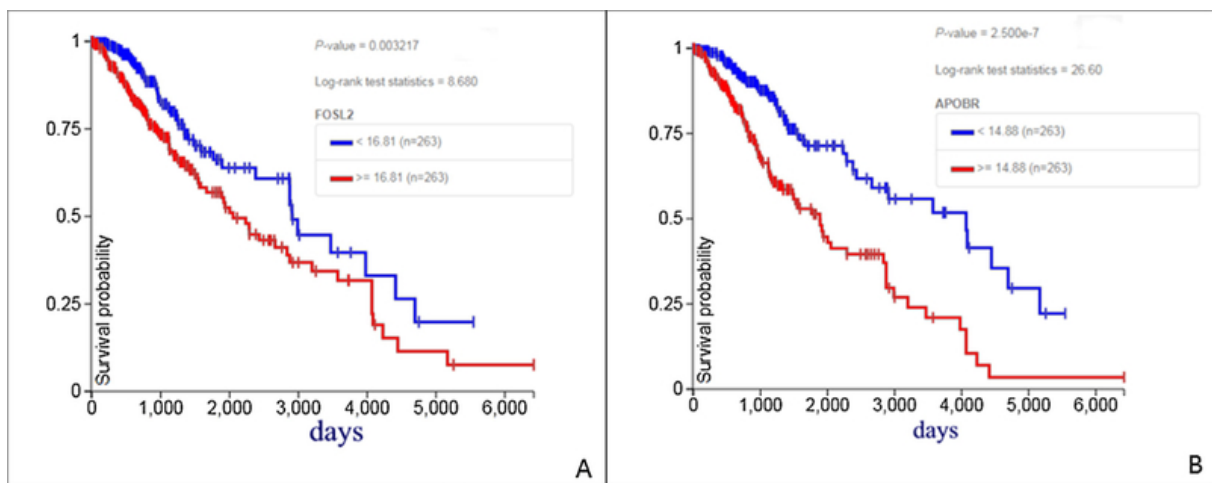 P-value = 0.003217
Log-rank test statistics = 8.680
FOSL2
< 16.81 (n=263)
>= 16.81 (n=263)
1
0.75
0.5
0.25
0
Survival probability
0 1,000 2,000 3,000 4,000 5,000 6,000
days
A
P-value = 2.500e-7
Log-rank test statistics = 26.60
APOBR
< 14.88 (n=263)
>= 14.88 (n=263)
1
0.75
0.5
0.25
0
Survival probability
0 1,000 2,000 3,000 4,000 5,000 6,000
days
B